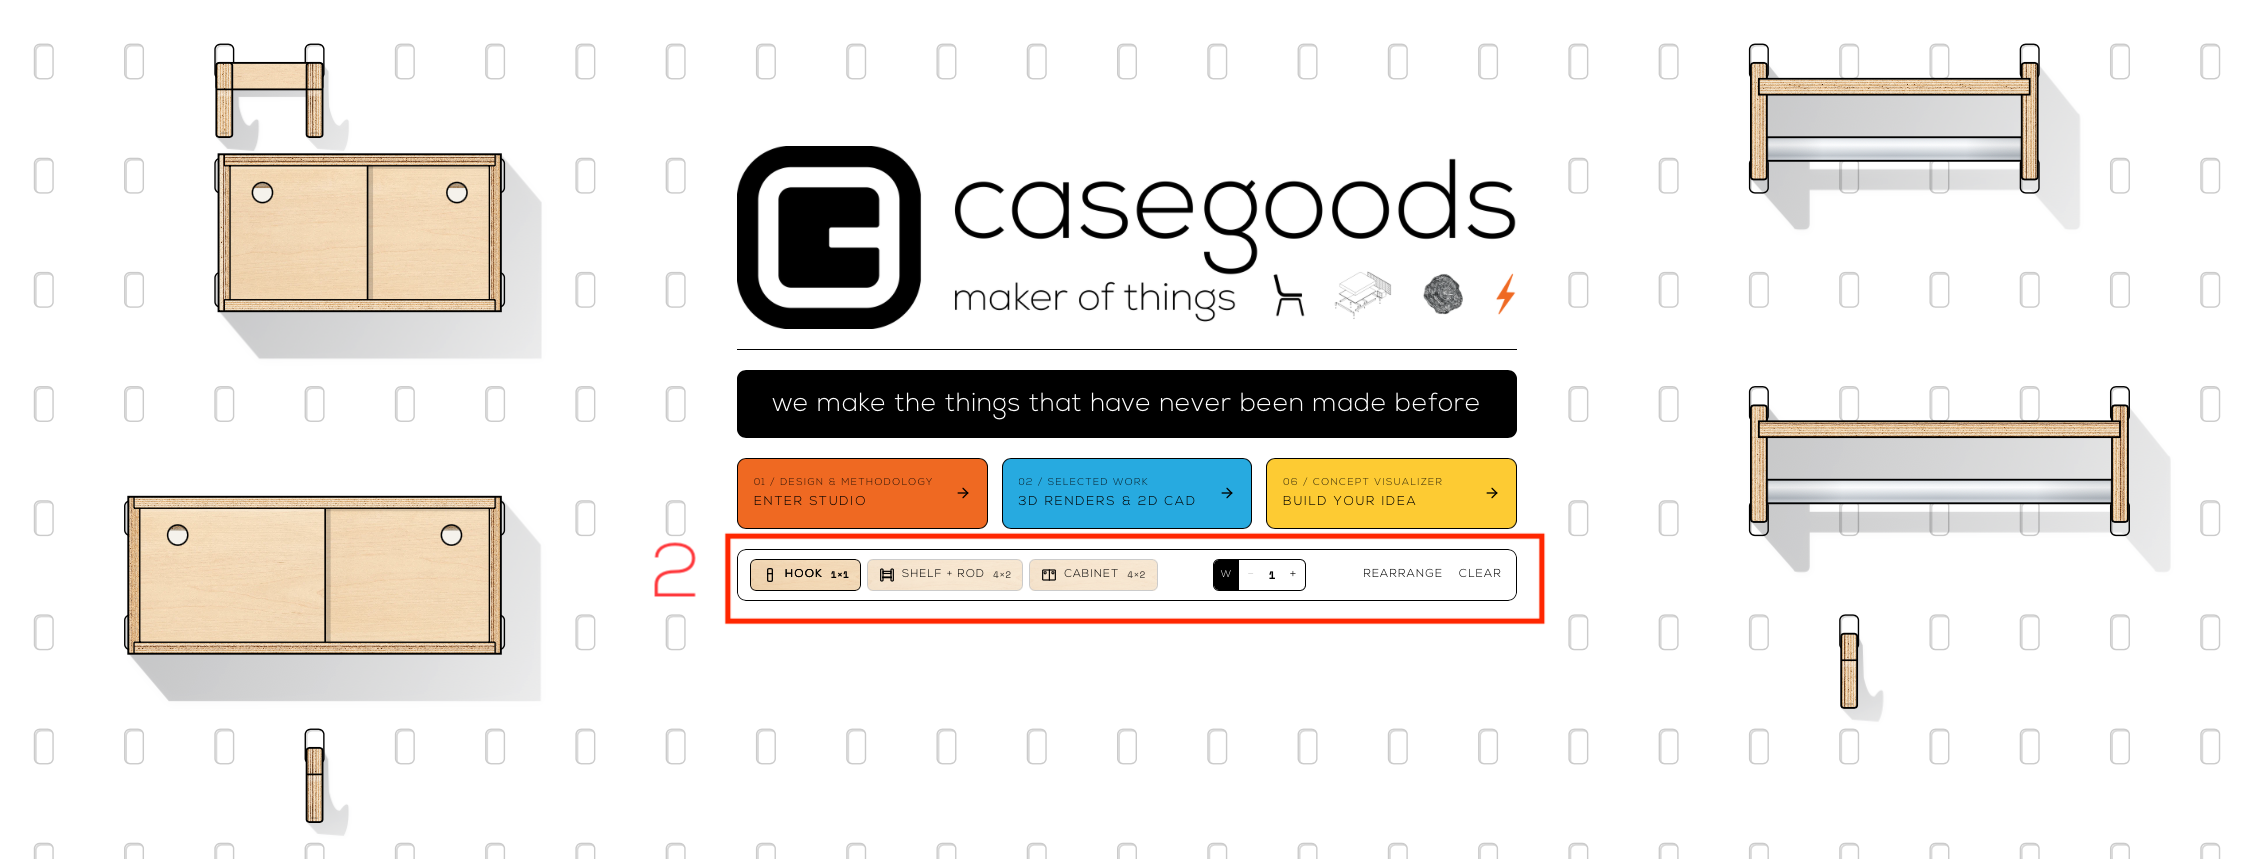 casegoods
maker of things
we make the things that have never been made before
01 / DESIGN & METHODOLOGY
ENTER STUDIO
02 / SELECTED WORK
3D RENDERS & 2D CAD
06 / CONCEPT VISUALIZER
BUILD YOUR IDEA
2
HOOK 1×1 SHELF + ROD 4×2 CABINET 4×2 W − 1 + REARRANGE CLEAR